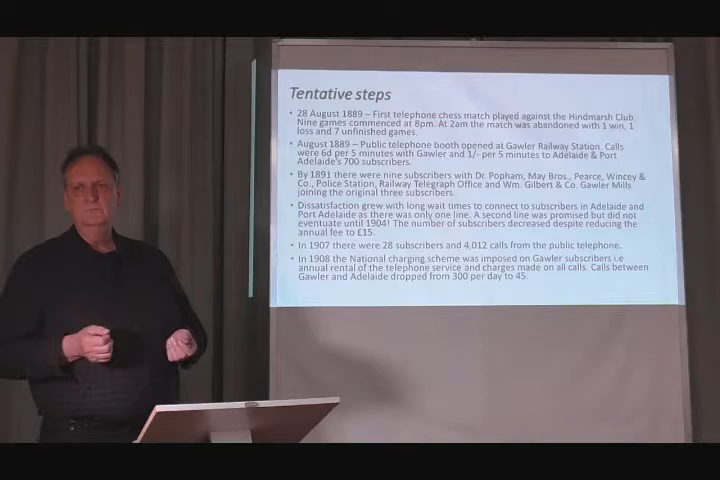 Tentative steps
• 28 August 1889 – First telephone chess match played against the Hindmarsh Club.
Nine games commenced at 8pm. At 2am the match was abandoned with 1 win, 1
loss and 7 unfinished games.
• August 1889 – Public telephone booth opened at Gawler Railway Station. Calls
were 6d per 5 minutes with Gawler and 1/- per 5 minutes to Adelaide & Port
Adelaide's 700 subscribers.
• By 1891 there were nine subscribers with Dr. Popham, May Bros., Pearce, Wincey &
Co., Police Station, Railway Telegraph Office and Wm. Gilbert & Co. Gawler Mills
joining the original three subscribers.
• Dissatisfaction grew with long wait times to connect to subscribers in Adelaide and
Port Adelaide as there was only one line. A second line was promised but did not
eventuate until 1904! The number of subscribers decreased despite reducing the
annual fee to £15.
• In 1907 there were 28 subscribers and 4,012 calls from the public telephone.
• In 1908 the National charging scheme was imposed on Gawler subscribers i.e
annual rental of the telephone service and charges made on all calls. Calls between
Gawler and Adelaide dropped from 300 per day to 45.